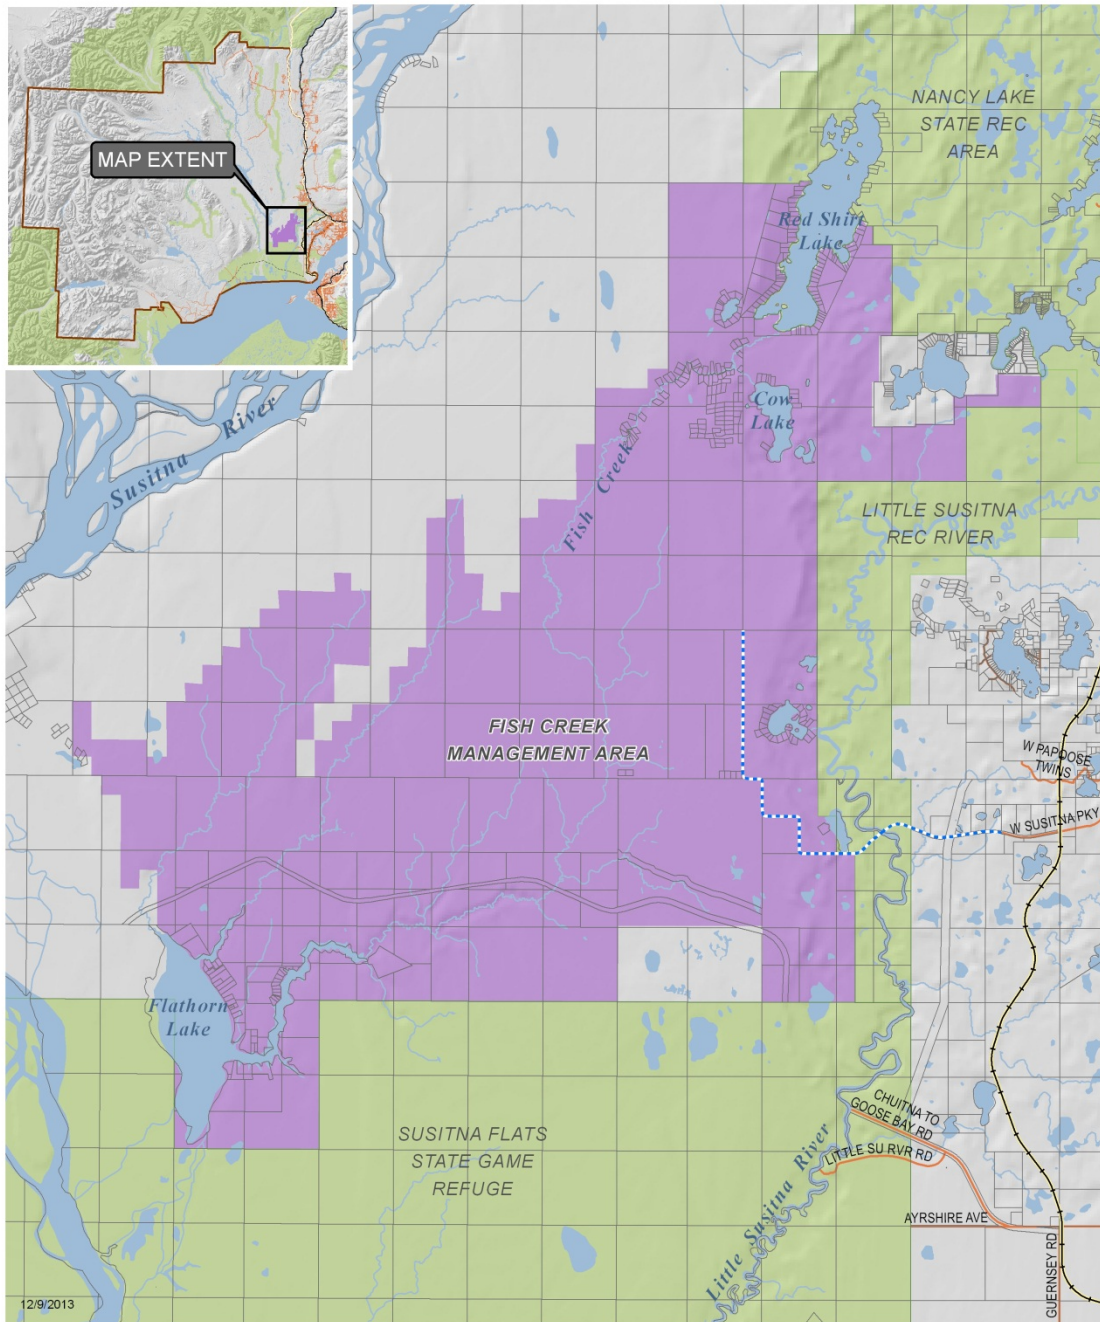 MAP EXTENT
NANCY LAKE
STATE REC
AREA
Red Shirt
Lake
Susitna River
Cow
Lake
Fish Creek
LITTLE SUSITNA
REC RIVER
FISH CREEK
MANAGEMENT AREA
W PAPOOSE
TWINS
W SUSITNA PKY
Flathorn
Lake
CHUITNA TO
GOOSE BAY RD
SUSITNA FLATS
STATE GAME
REFUGE
LITTLE SU RVR RD
Little Susitna River
AYRSHIRE AVE
GUERNSEY RD
12/9/2013